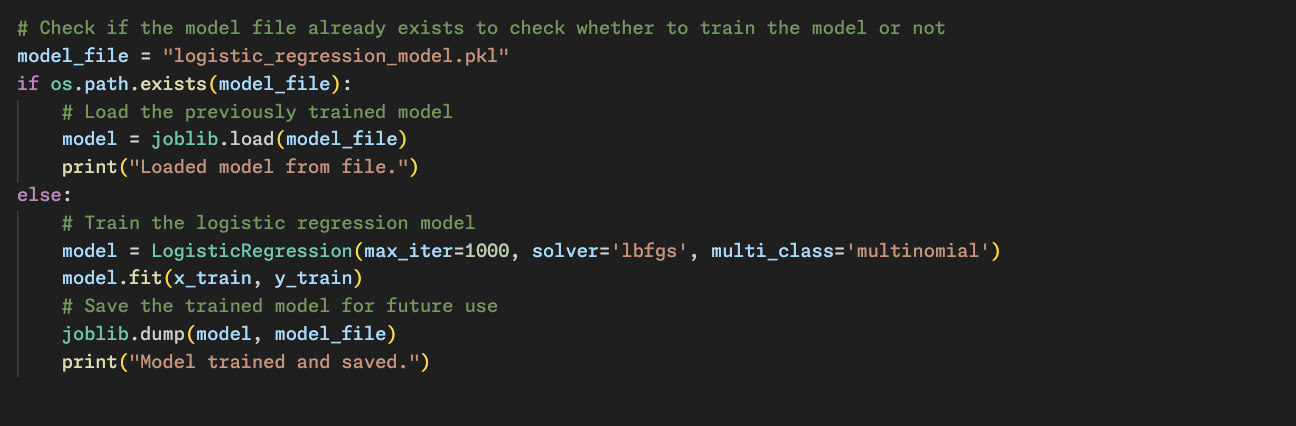 # Check if the model file already exists to check whether to train the model or not
model_file = "logistic_regression_model.pkl"
if os.path.exists(model_file):
    # Load the previously trained model
    model = joblib.load(model_file)
    print("Loaded model from file.")
else:
    # Train the logistic regression model
    model = LogisticRegression(max_iter=1000, solver='lbfgs', multi_class='multinomial')
    model.fit(x_train, y_train)
    # Save the trained model for future use
    joblib.dump(model, model_file)
    print("Model trained and saved.")